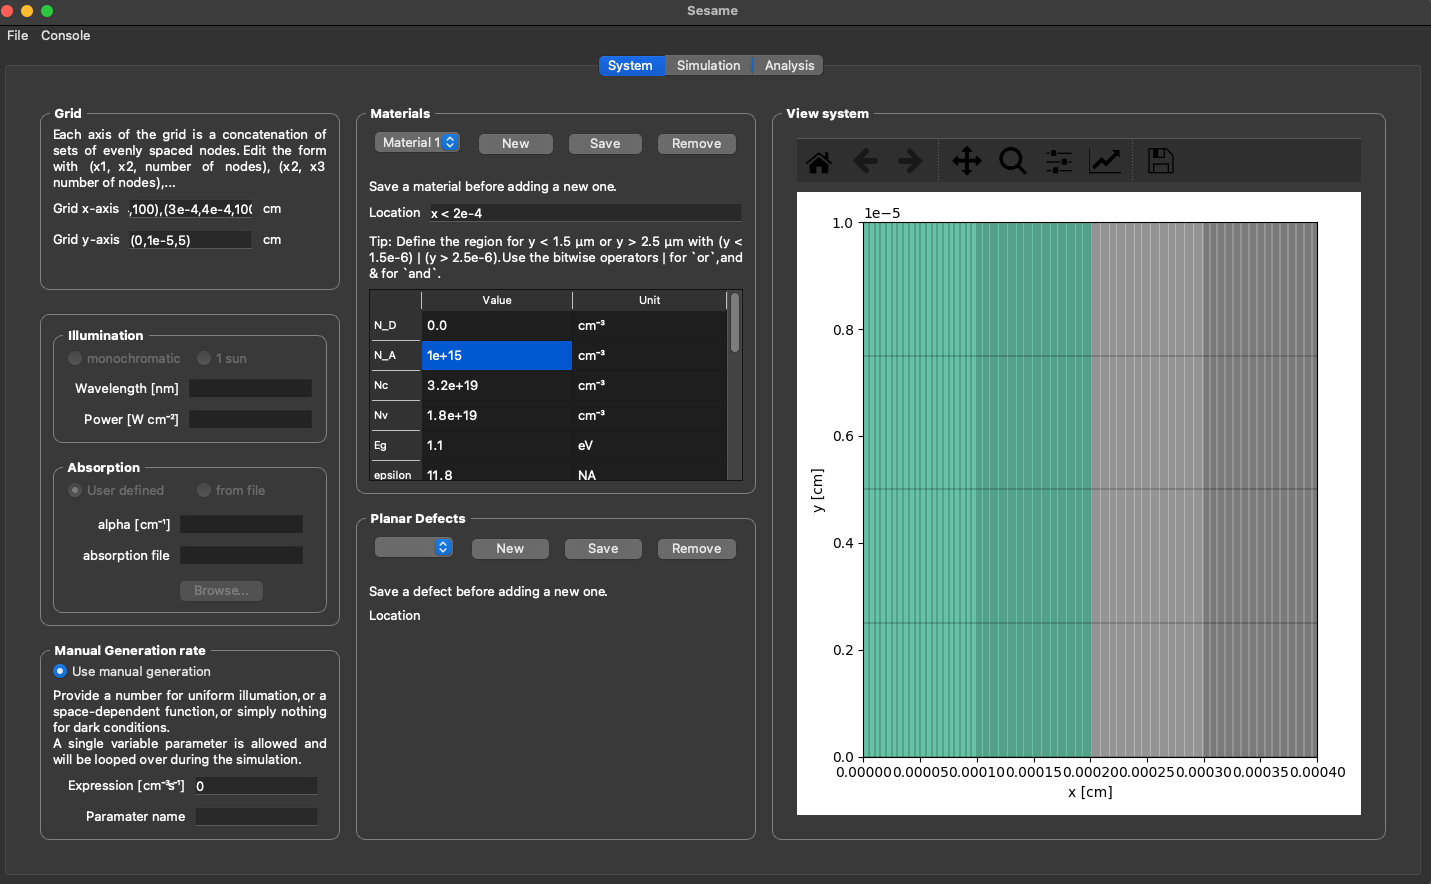 Sesame
File Console
System Simulation Analysis
Grid
Each axis of the grid is a concatenation of
sets of evenly spaced nodes. Edit the form
with (x1, x2, number of nodes), (x2, x3
number of nodes),...
Grid x-axis ,100),(3e-4,4e-4,100 cm
Grid y-axis (0,1e-5,5) cm
Illumination
monochromatic 1 sun
Wavelength [nm]
Power [W cm⁻²]
Absorption
User defined from file
alpha [cm⁻¹]
absorption file
Browse...
Manual Generation rate
Use manual generation
Provide a number for uniform illumation, or a
space-dependent function, or simply nothing
for dark conditions.
A single variable parameter is allowed and
will be looped over during the simulation.
Expression [cm⁻³s⁻¹] 0
Paramater name
Materials
Material 1 New Save Remove
Save a material before adding a new one.
Location x < 2e-4
Tip: Define the region for y < 1.5 µm or y > 2.5 µm with (y <
1.5e-6) | (y > 2.5e-6). Use the bitwise operators | for `or`, and
& for `and`.
Value Unit
N_D 0.0 cm⁻³
N_A 1e+15 cm⁻³
Nc 3.2e+19 cm⁻³
Nv 1.8e+19 cm⁻³
Eg 1.1 eV
epsilon 11.8 NA
Planar Defects
New Save Remove
Save a defect before adding a new one.
Location
View system
1e−5
1.0
0.8
0.6
0.4
0.2
0.0
y [cm]
0.00000 0.00005 0.00010 0.00015 0.00020 0.00025 0.00030 0.00035 0.00040
x [cm]